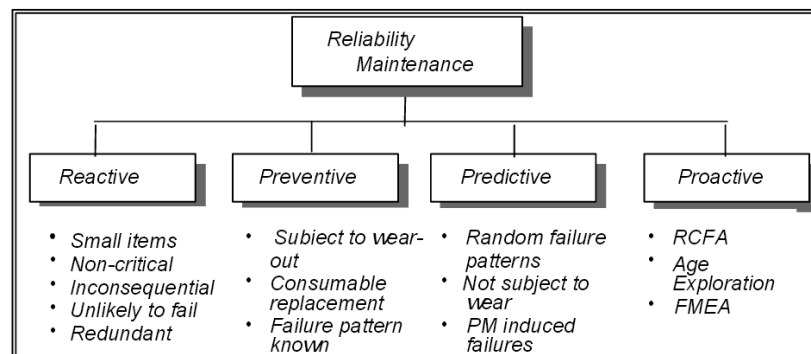 Reliability
Maintenance
Reactive
Preventive
Predictive
Proactive
• Small items
• Non-critical
• Inconsequential
• Unlikely to fail
• Redundant
• Subiect to wear-
out
• Consumable
replacement
• Failure pattern
known
• Random failure
patterns
• Not subject to
wear
• PM induced
failures
• RCFA
• Age
Exploration
• FMEA